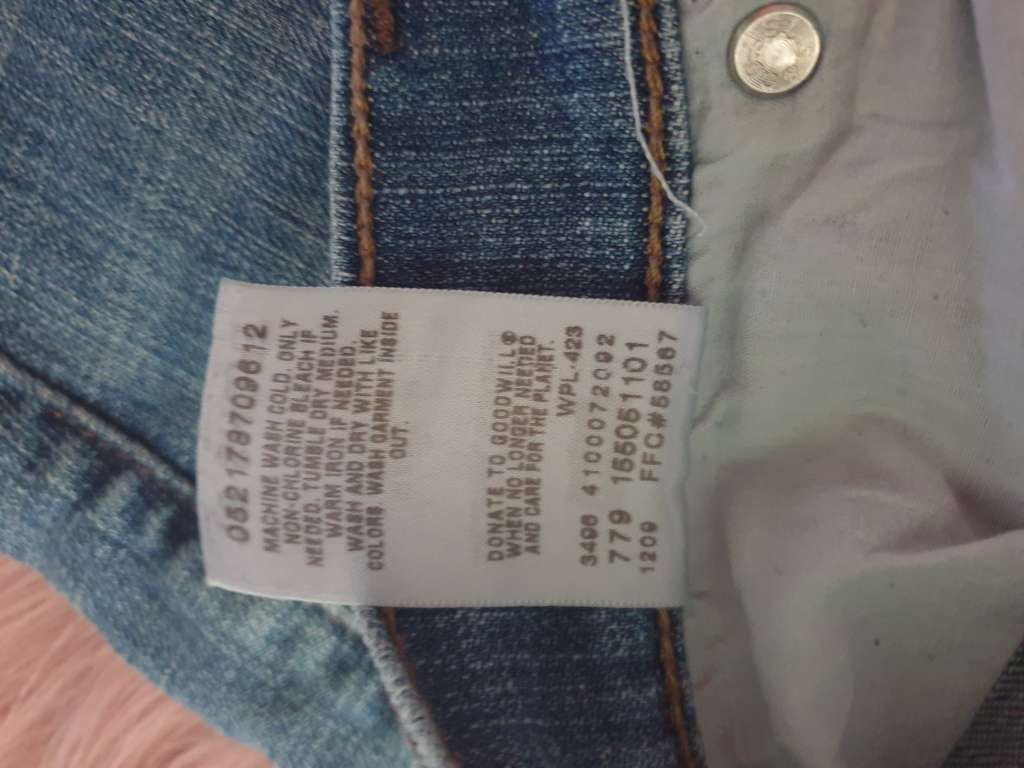 052179709612
MACHINE WASH COLD. ONLY
NON-CHLORINE BLEACH IF
NEEDED. TUMBLE DRY MEDIUM.
WARM IRON IF NEEDED.
WASH AND DRY WITH LIKE
COLORS. WASH GARMENT INSIDE
OUT.
DONATE TO GOODWILL®
WHEN NO LONGER NEEDED
AND CARE FOR THE PLANET.
WPL-423
3496 4100072092
779 155051101
1209 FFC#58567